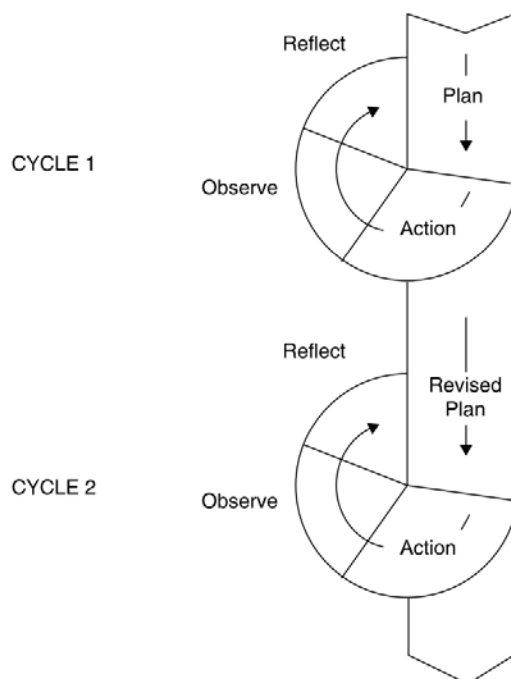 Reflect
Plan
CYCLE 1
Observe
Action
Reflect
Revised
Plan
CYCLE 2
Observe
Action